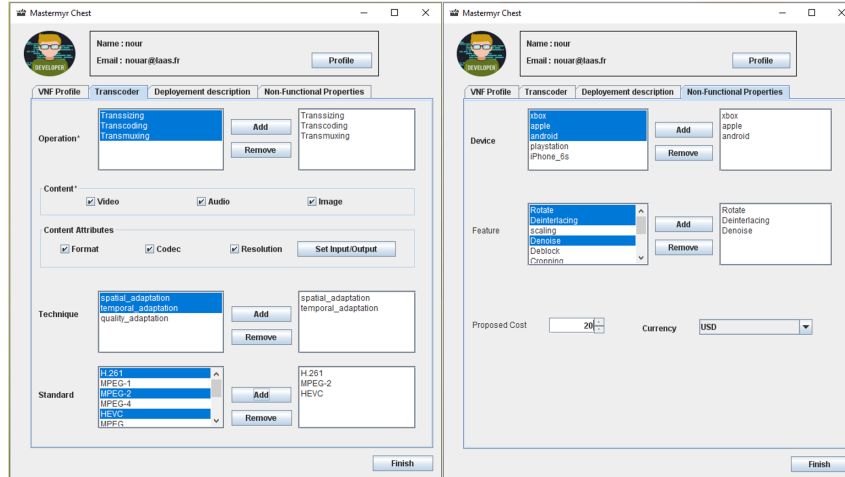 Mastermyr Chest
Name : nour
Email : nouar@laas.fr
Profile
DEVELOPER
VNF Profile
Transcoder
Deployement description
Non-Functional Properties
Operation*
Transsizing
Transcoding
Transmuxing
Add
Remove
Transsizing
Transcoding
Transmuxing
Content*
Video
Audio
Image
Content Attributes
Format
Codec
Resolution
Set Input/Output
Technique
spatial_adaptation
temporal_adaptation
quality_adaptation
Add
Remove
spatial_adaptation
temporal_adaptation
Standard
H.261
MPEG-1
MPEG-2
MPEG-4
HEVC
MPEG
Add
Remove
H.261
MPEG-2
HEVC
Finish
Mastermyr Chest
Name : nour
Email : nouar@laas.fr
Profile
DEVELOPER
VNF Profile
Transcoder
Deployement description
Non-Functional Properties
Device
xbox
apple
android
playstation
iPhone_6s
Add
Remove
xbox
apple
android
Feature
Rotate
Deinterlacing
scaling
Denoise
Deblock
Cropping
Add
Remove
Rotate
Deinterlacing
Denoise
Proposed Cost
20
Currency
USD
Finish